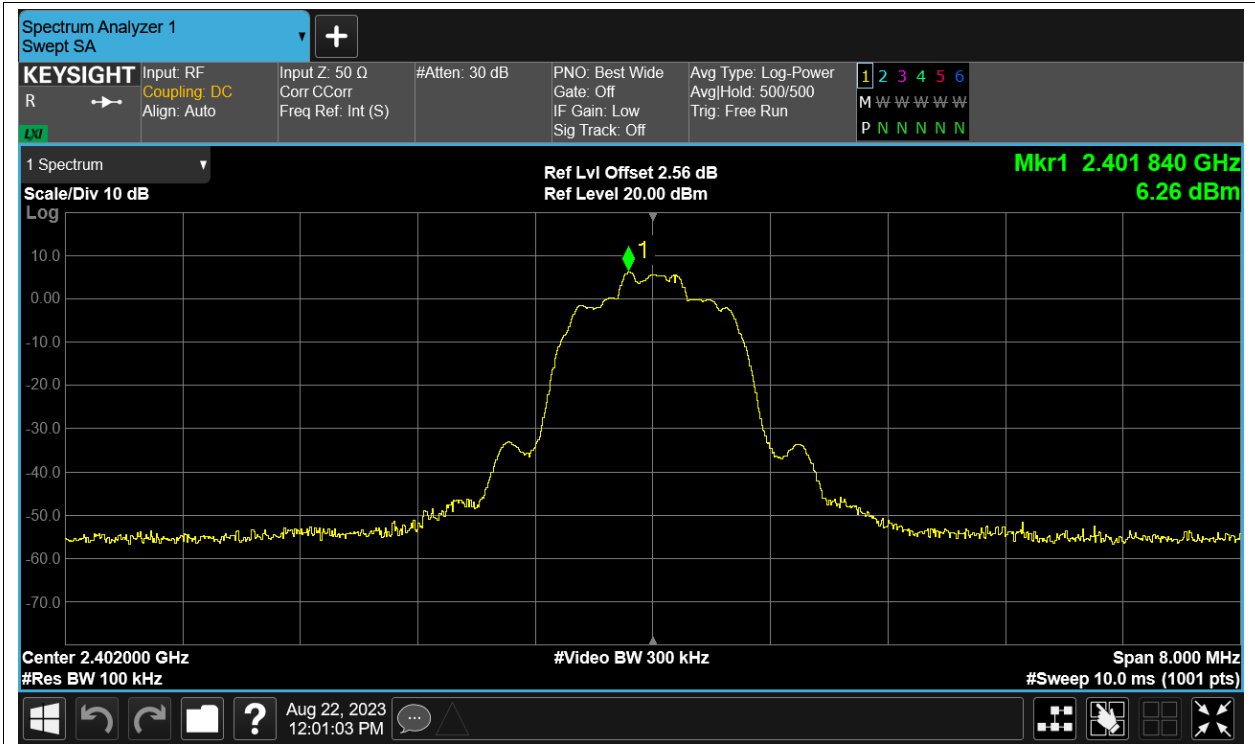 Spectrum Analyzer 1
Swept SA
KEYSIGHT
R
LXI
Input: RF
Coupling: DC
Align: Auto
Input Z: 50 Ω
Corr CCorr
Freq Ref: Int (S)
#Atten: 30 dB
PNO: Best Wide
Gate: Off
IF Gain: Low
Sig Track: Off
Avg Type: Log-Power
Avg|Hold: 500/500
Trig: Free Run
1 2 3 4 5 6
M W W W W W
P N N N N N
1 Spectrum
Scale/Div 10 dB
Log
Ref Lvl Offset 2.56 dB
Ref Level 20.00 dBm
Mkr1 2.401 840 GHz
6.26 dBm
1
10.0
0.00
-10.0
-20.0
-30.0
-40.0
-50.0
-60.0
-70.0
Center 2.402000 GHz
#Res BW 100 kHz
#Video BW 300 kHz
Span 8.000 MHz
#Sweep 10.0 ms (1001 pts)
?
Aug 22, 2023
12:01:03 PM